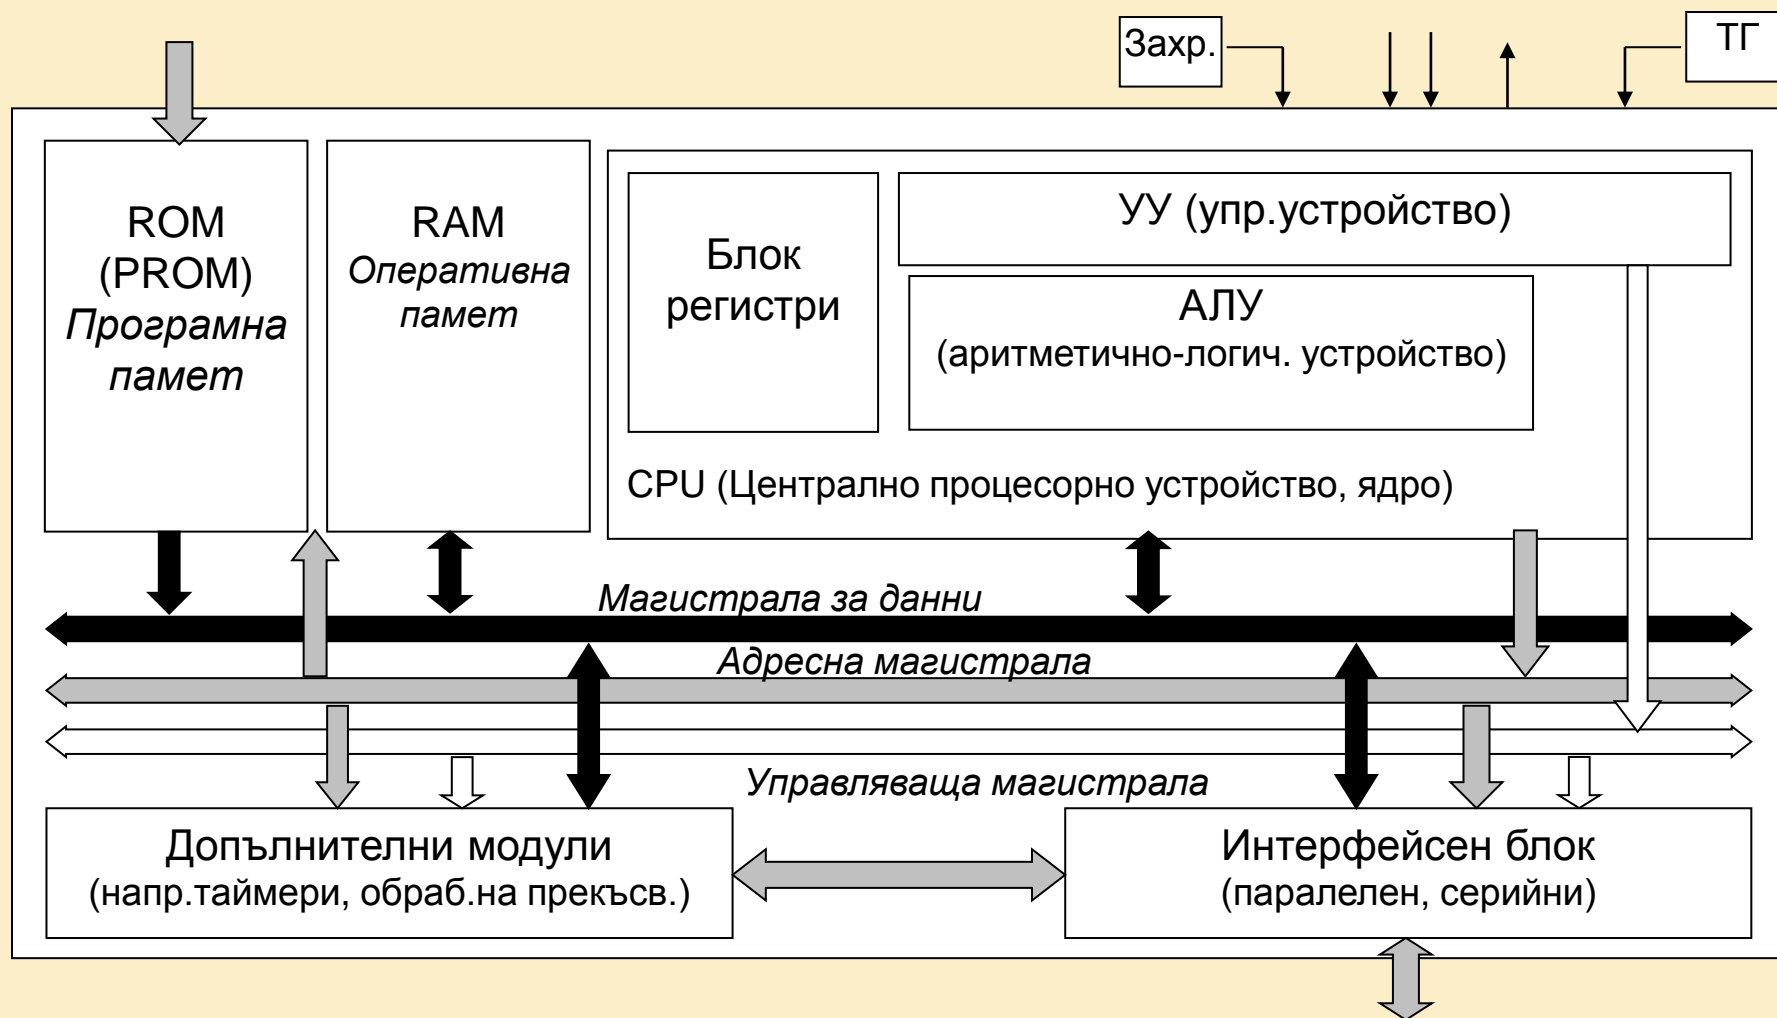 Захр.
ТГ
ROM
(PROM)
Програмна
памет
RAM
Оперативна
памет
Блок
регистри
УУ (упр.устройство)
АЛУ
(аритметично-логич. устройство)
CPU (Централно процесорно устройство, ядро)
Магистрала за данни
Адресна магистрала
Управляваща магистрала
Допълнителни модули
(напр.таймери, обраб.на прекъсв.)
Интерфейсен блок
(паралелен, серийни)